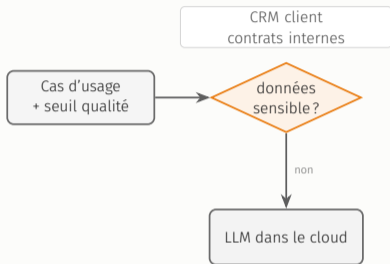 CRM client
contrats internes
Cas d'usage
+ seuil qualité
données
sensible ?
non
LLM dans le cloud